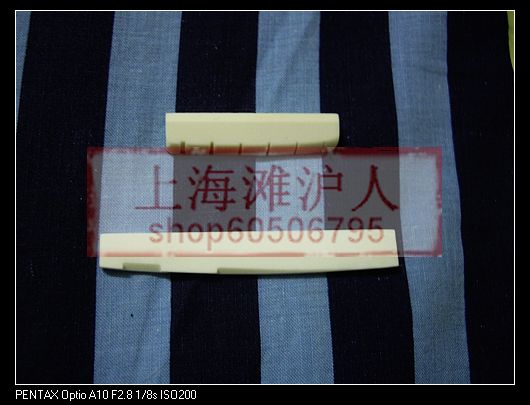 上海滩沪人
shop60506795
PENTAX Optio A10 F2.8 1/8s ISO200